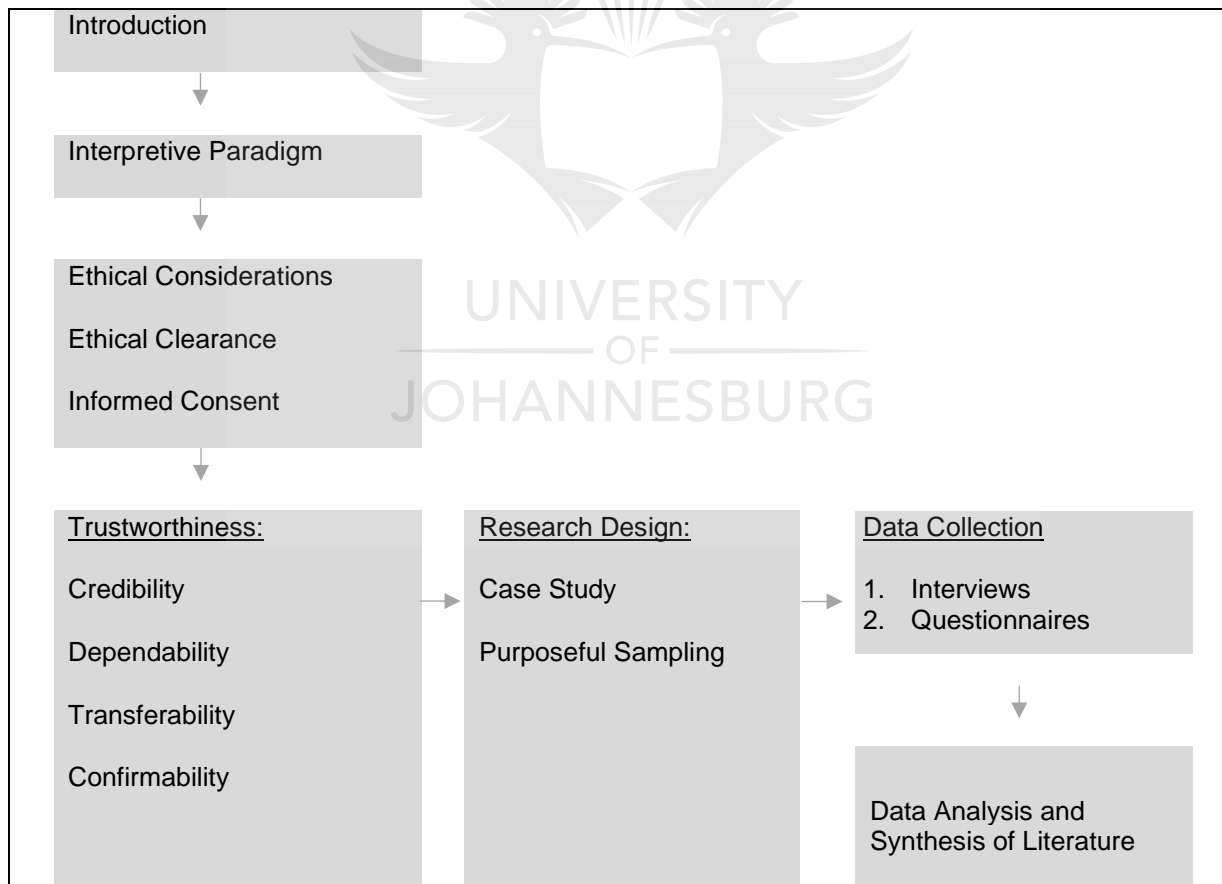 Introduction
Interpretive Paradigm
Ethical Considerations
Ethical Clearance
Informed Consent
UNIVERSITY
OF
JOHANNESBURG
Trustworthiness:
Credibility
Dependability
Transferability
Confirmability
Research Design:
Case Study
Purposeful Sampling
Data Collection
1. Interviews
2. Questionnaires
Data Analysis and
Synthesis of Literature